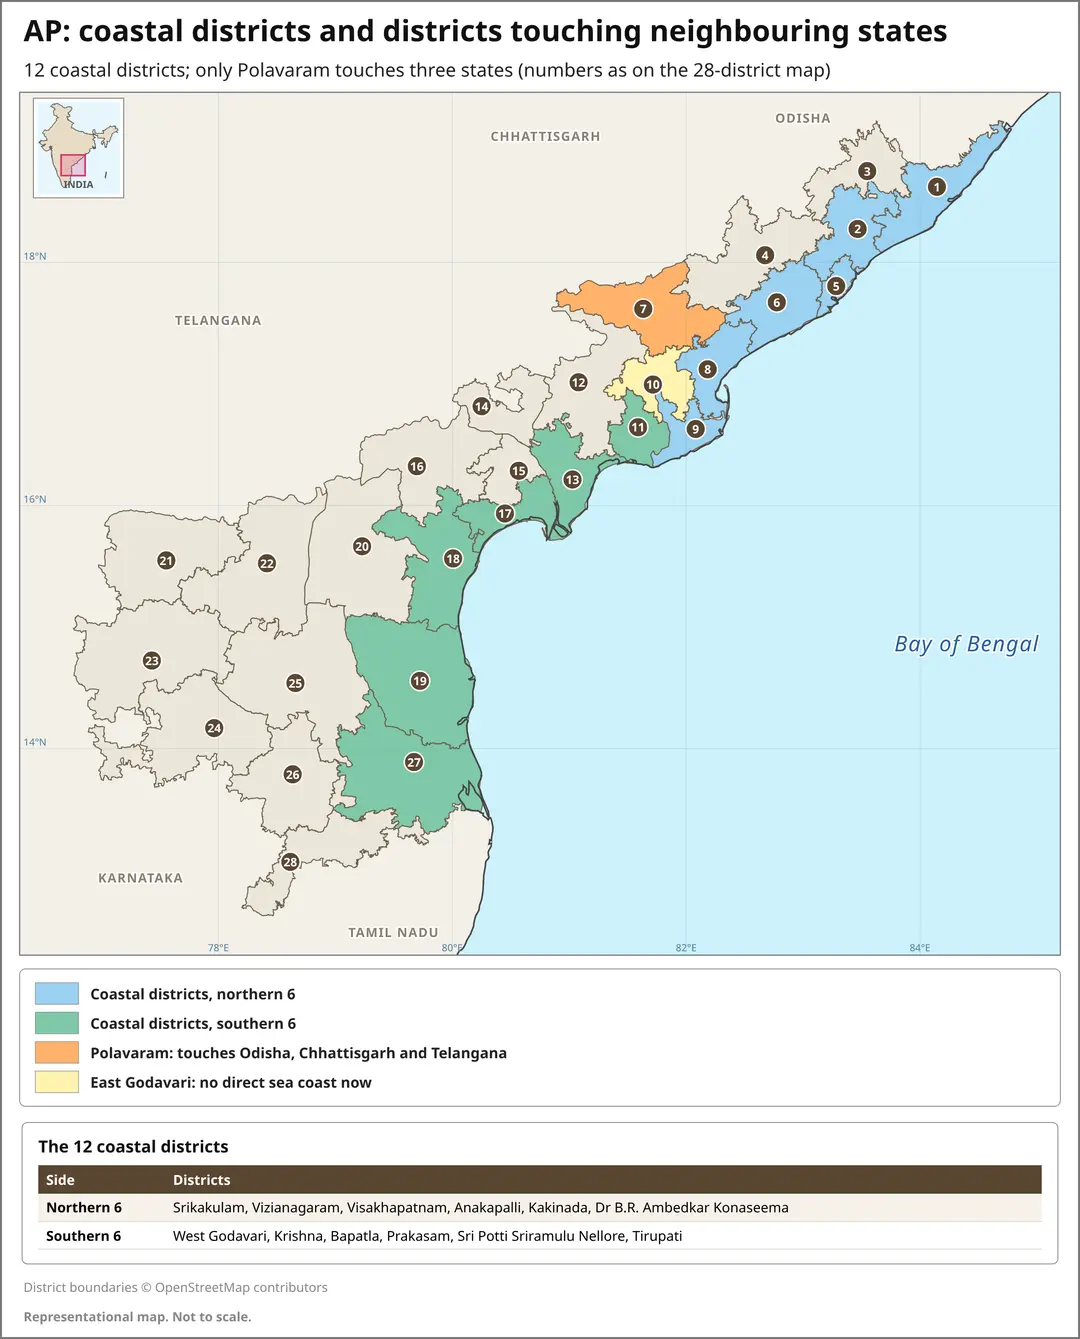 AP: coastal districts and districts touching neighbouring states
12 coastal districts; only Polavaram touches three states (numbers as on the 28-district map)
INDIA
CHHATTISGARH
ODISHA
TELANGANA
KARNATAKA
TAMIL NADU
Bay of Bengal
18°N
16°N
14°N
78°E
80°E
82°E
84°E
1
2
3
4
5
6
7
8
9
10
11
12
13
14
15
16
17
18
19
20
21
22
23
24
25
26
27
28
Coastal districts, northern 6
Coastal districts, southern 6
Polavaram: touches Odisha, Chhattisgarh and Telangana
East Godavari: no direct sea coast now
The 12 coastal districts
Side Districts
Northern 6 Srikakulam, Vizianagaram, Visakhapatnam, Anakapalli, Kakinada, Dr B.R. Ambedkar Konaseema
Southern 6 West Godavari, Krishna, Bapatla, Prakasam, Sri Potti Sriramulu Nellore, Tirupati
District boundaries © OpenStreetMap contributors
Representational map. Not to scale.